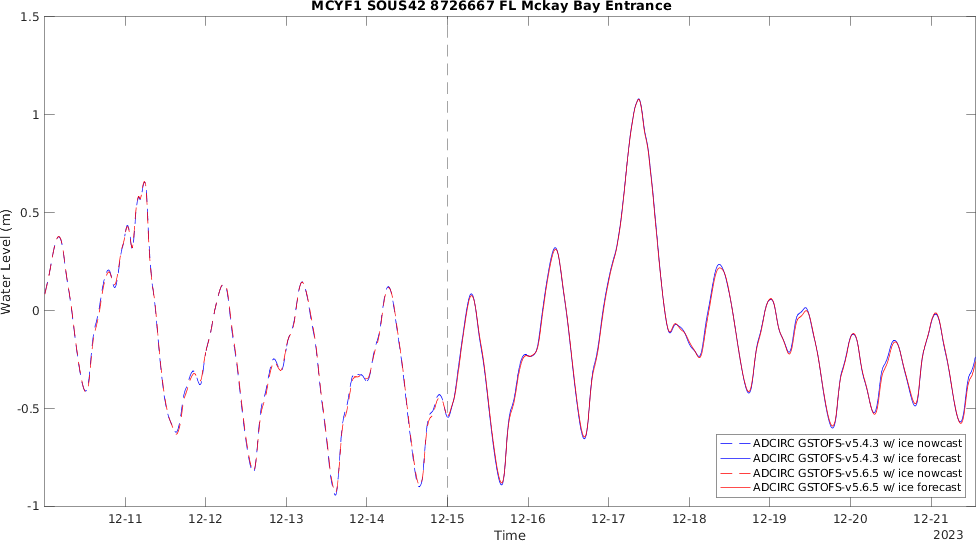 MCYF1 SOUS42 8726667 FL Mckay Bay Entrance
Water Level (m)
1.5
1
0.5
0
-0.5
-1
ADCIRC GSTOFS-v5.4.3 w/ ice nowcast
ADCIRC GSTOFS-v5.4.3 w/ ice forecast
ADCIRC GSTOFS-v5.6.5 w/ ice nowcast
ADCIRC GSTOFS-v5.6.5 w/ ice forecast
12-11 12-12 12-13 12-14 12-15 12-16 12-17 12-18 12-19 12-20 12-21
Time 2023